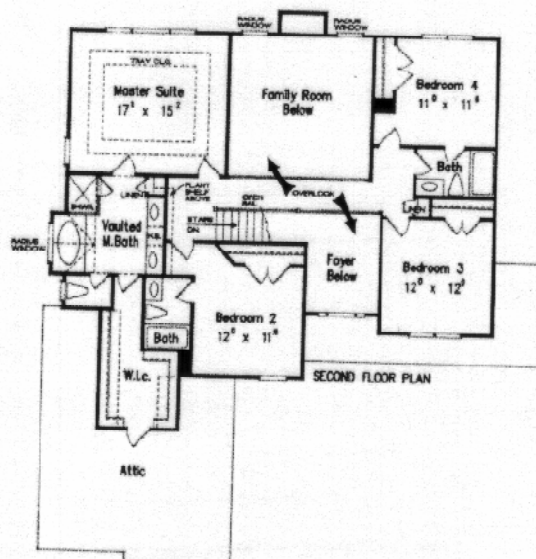 RADIUS
WINDOW
RADIUS
WINDOW
TRAY CLG.
Master Suite
17⁵ x 15²
Family Room
Below
Bedroom 4
11⁰ x 11⁸
Bath
LINEN
PLANT
SHELF
ABOVE
OPEN
RAIL
OVERLOOK
LINEN
SHWR.
Vaulted
M.Bath
STAIRS
DN.
RADIUS
WINDOW
Foyer
Below
Bedroom 3
12⁰ x 12⁰
Bedroom 2
12⁰ x 11⁸
Bath
W.i.c.
SECOND FLOOR PLAN
Attic